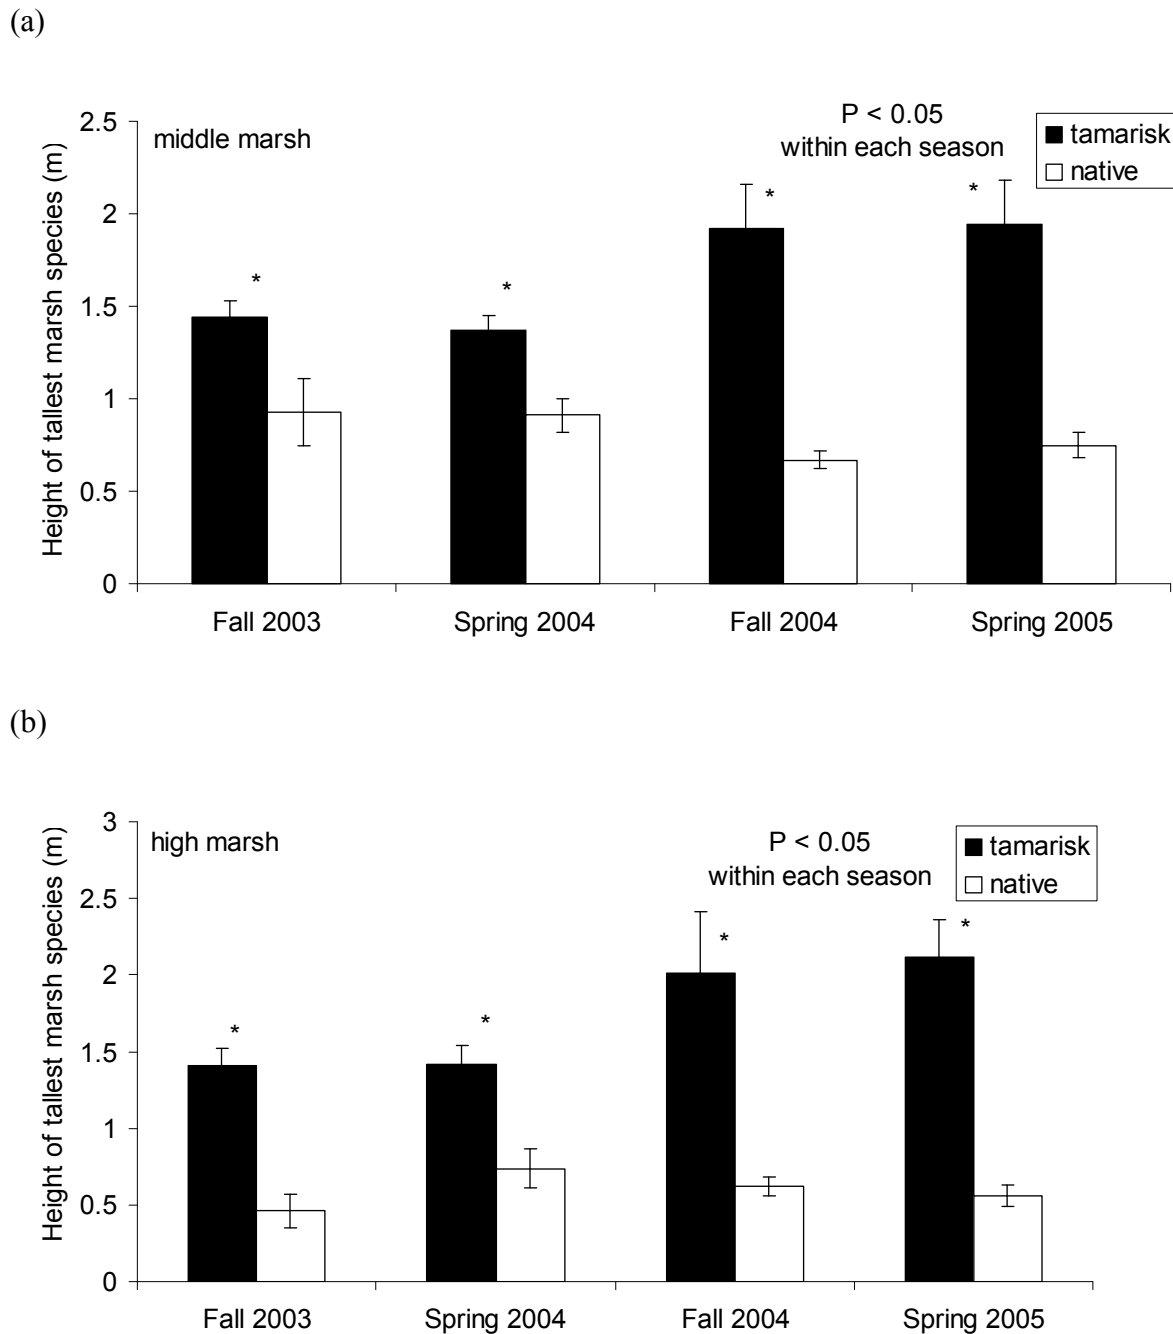 (a)
Height of tallest marsh species (m)
2.5
2
1.5
1
0.5
0
middle marsh
P < 0.05
within each season
tamarisk
native
*
*
*
*
Fall 2003
Spring 2004
Fall 2004
Spring 2005
(b)
Height of tallest marsh species (m)
3
2.5
2
1.5
1
0.5
0
high marsh
P < 0.05
within each season
tamarisk
native
*
*
*
*
Fall 2003
Spring 2004
Fall 2004
Spring 2005